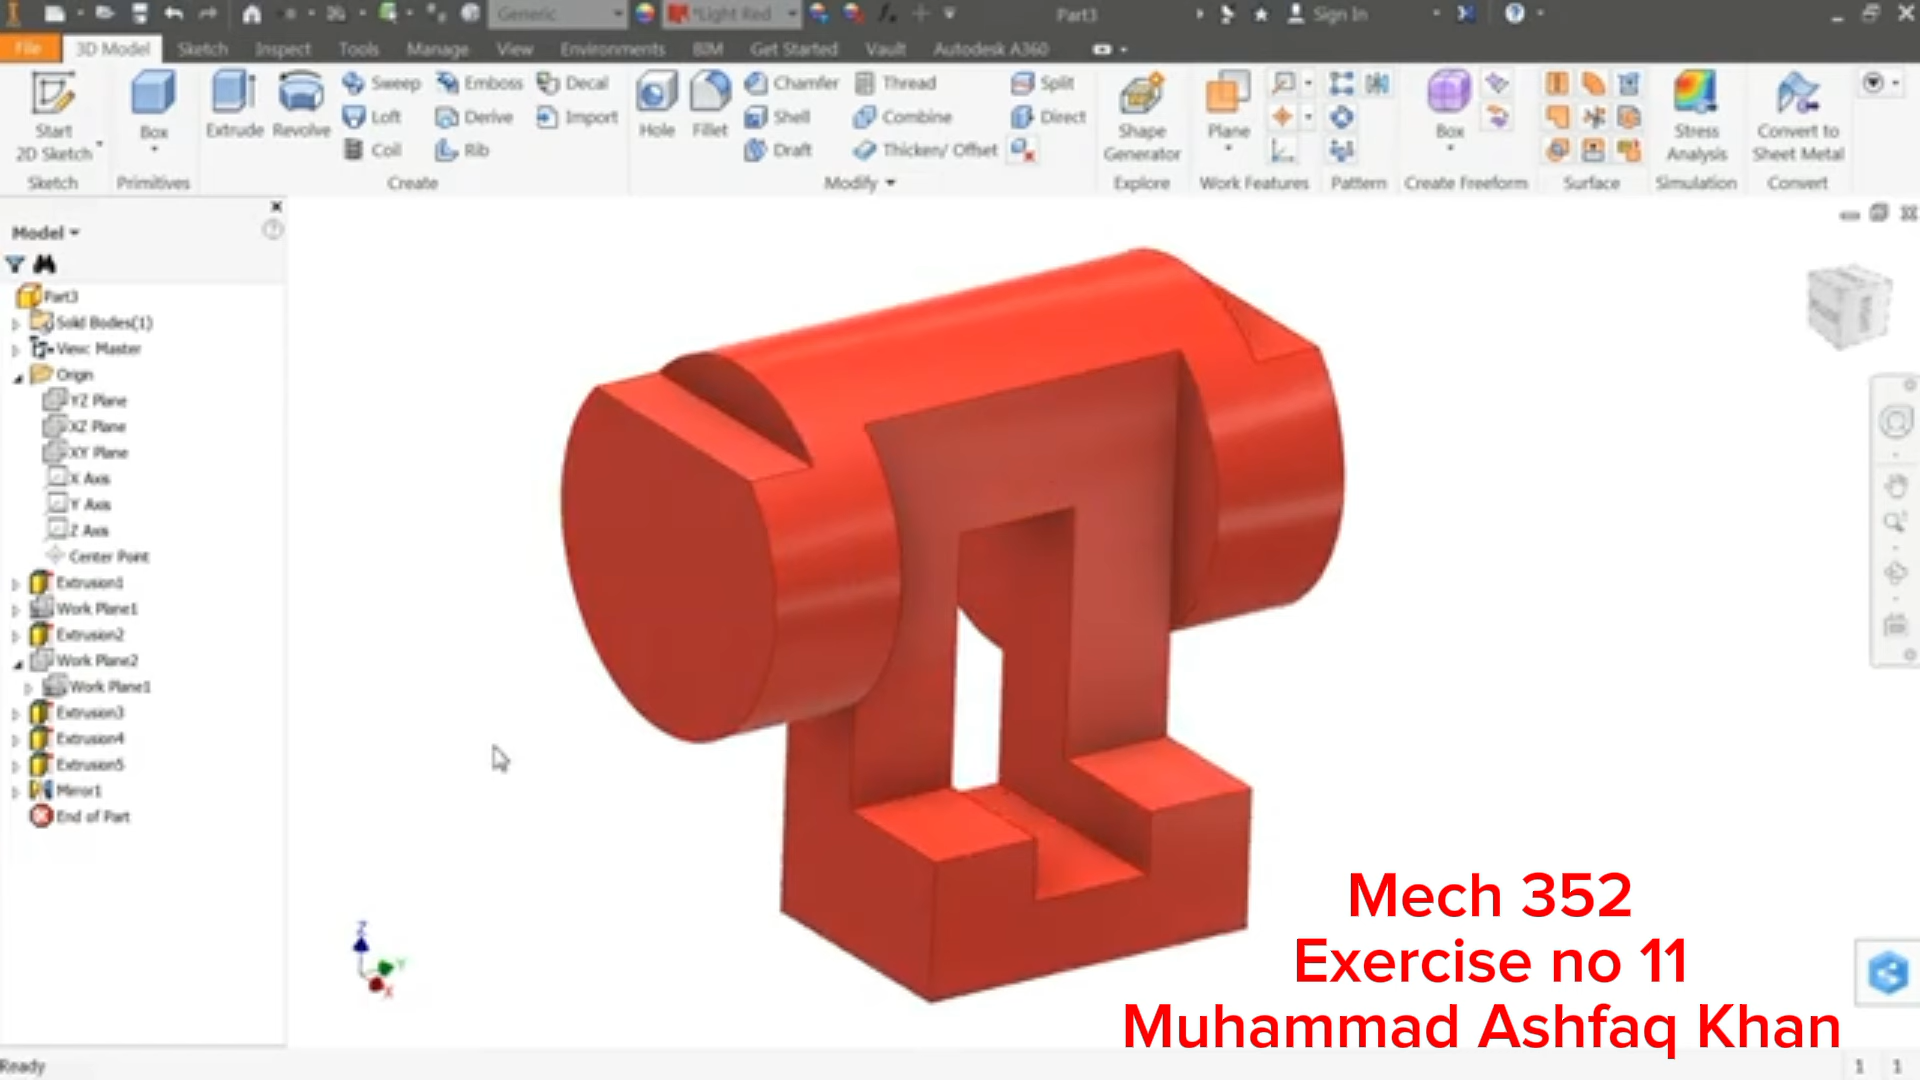 Generic
*Light Red
Part3
Sign In
File
3D Model
Sketch
Inspect
Tools
Manage
View
Environments
BIM
Get Started
Vault
Autodesk A360
Start
2D Sketch
Box
Extrude
Revolve
Sweep
Loft
Coil
Emboss
Derive
Rib
Decal
Import
Hole
Fillet
Chamfer
Shell
Draft
Thread
Combine
Thicken/ Offset
Split
Direct
Shape
Generator
Plane
Box
Stress
Analysis
Convert to
Sheet Metal
Sketch
Primitives
Create
Modify
Explore
Work Features
Pattern
Create Freeform
Surface
Simulation
Convert
Model
Part3
Solid Bodies(1)
View: Master
Origin
YZ Plane
XZ Plane
XY Plane
X Axis
Y Axis
Z Axis
Center Point
Extrusion1
Work Plane1
Extrusion2
Work Plane2
Work Plane1
Extrusion3
Extrusion4
Extrusion5
Mirror1
End of Part
Z
Y
X
Mech 352
Exercise no 11
Muhammad Ashfaq Khan
Ready
1 1